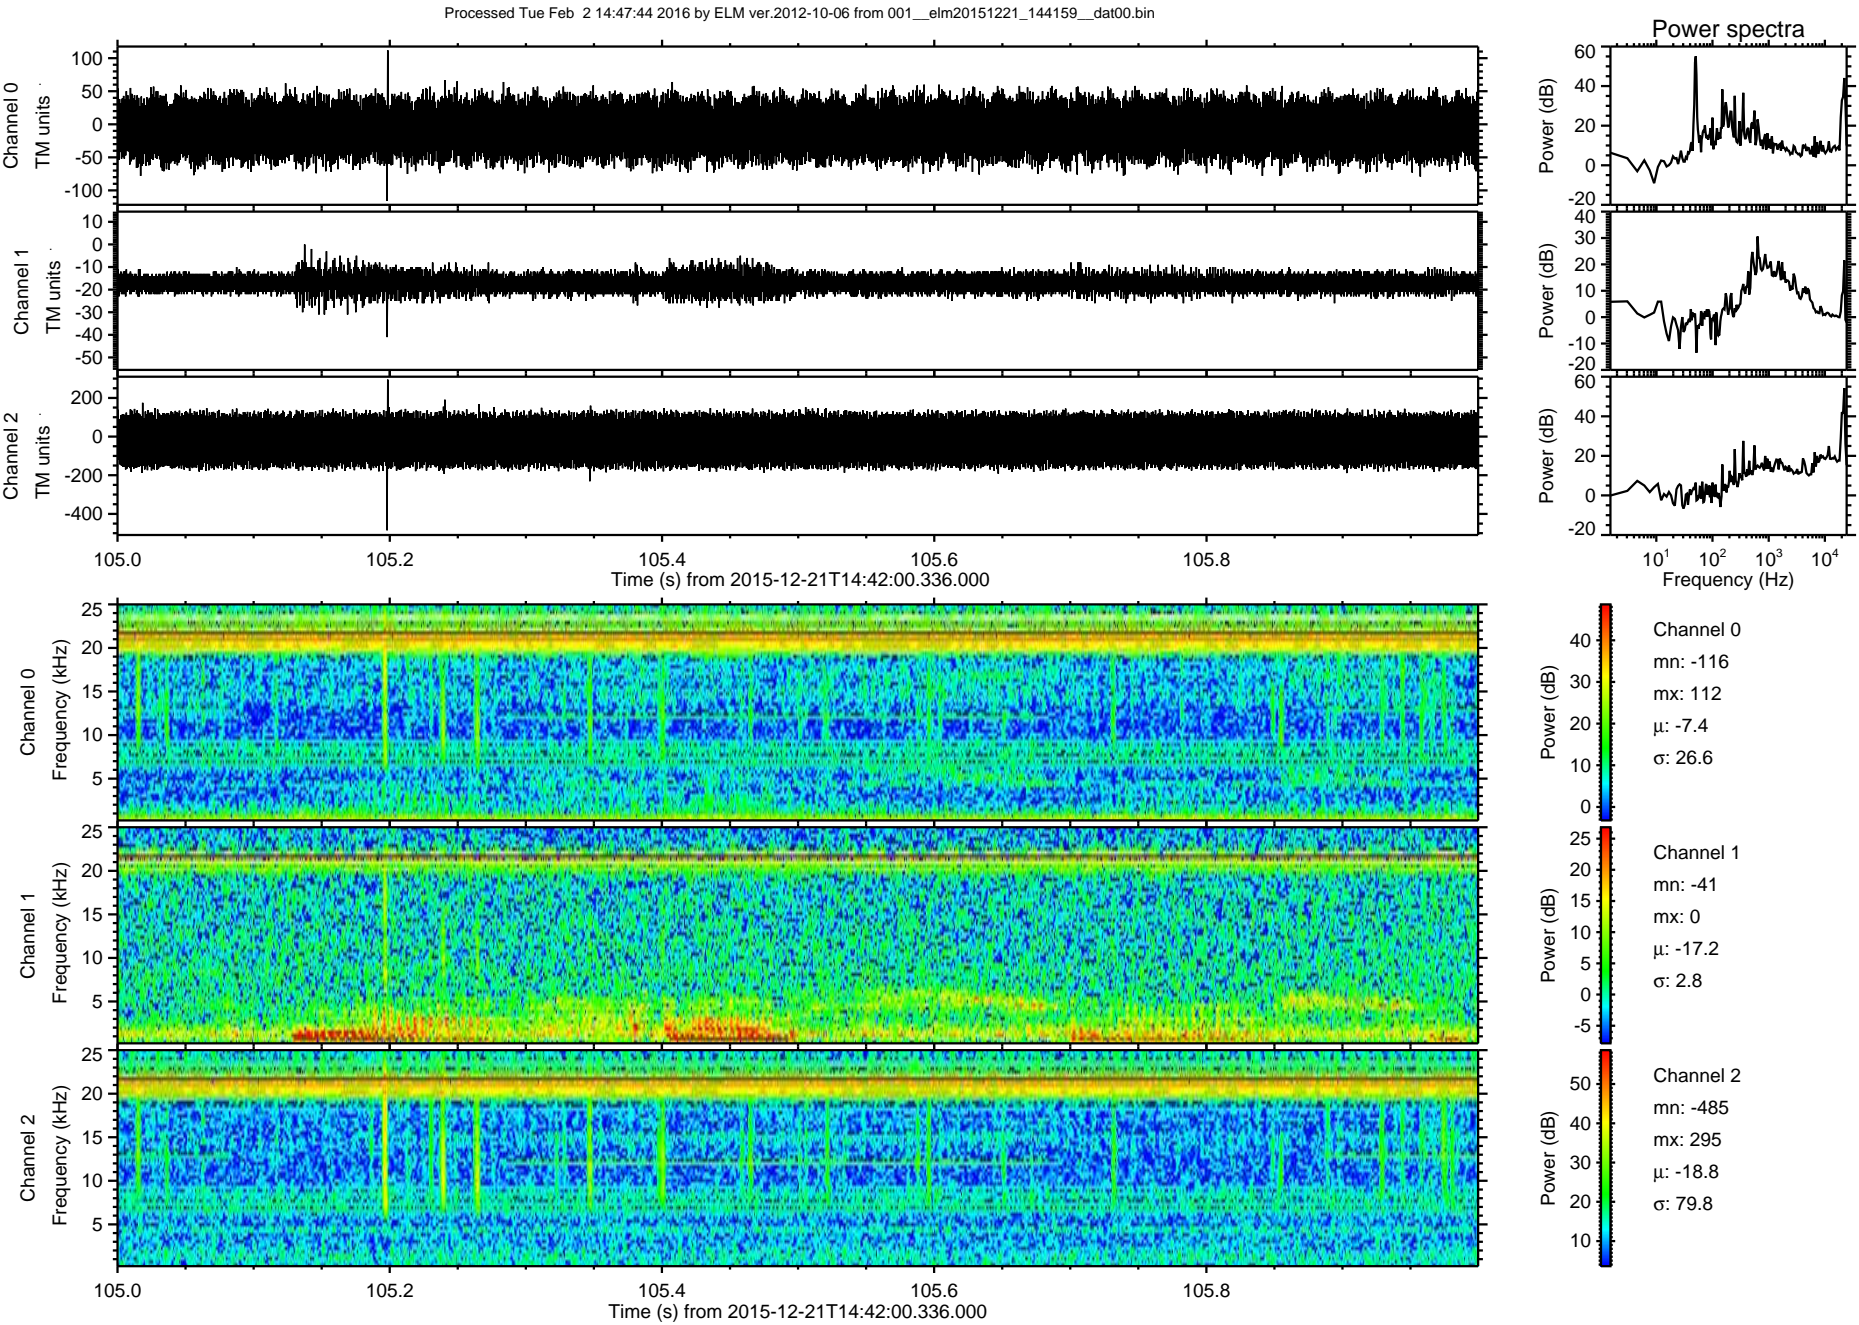 Processed Tue Feb  2 14:47:44 2016 by ELM ver.2012-10-06 from 001__elm20151221_144159__dat00.bin
Power spectra
Channel 0
TM units
100
50
0
-50
-100
Power (dB)
60
40
20
0
-20
Channel 1
TM units
10
0
-10
-20
-30
-40
-50
Power (dB)
40
30
20
10
0
-10
-20
Channel 2
TM units
200
0
-200
-400
Power (dB)
60
40
20
0
-20
105.0 105.2 105.4 105.6 105.8
Time (s) from 2015-12-21T14:42:00.336.000
10^1 10^2 10^3 10^4
Frequency (Hz)
Channel 0
Frequency (kHz)
25
20
15
10
5
Power (dB)
40
30
20
10
0
Channel 0
mn: -116
mx: 112
μ: -7.4
σ: 26.6
Channel 1
Frequency (kHz)
25
20
15
10
5
Power (dB)
25
20
15
10
5
0
-5
Channel 1
mn: -41
mx: 0
μ: -17.2
σ: 2.8
Channel 2
Frequency (kHz)
25
20
15
10
5
Power (dB)
50
40
30
20
10
Channel 2
mn: -485
mx: 295
μ: -18.8
σ: 79.8
105.0 105.2 105.4 105.6 105.8
Time (s) from 2015-12-21T14:42:00.336.000